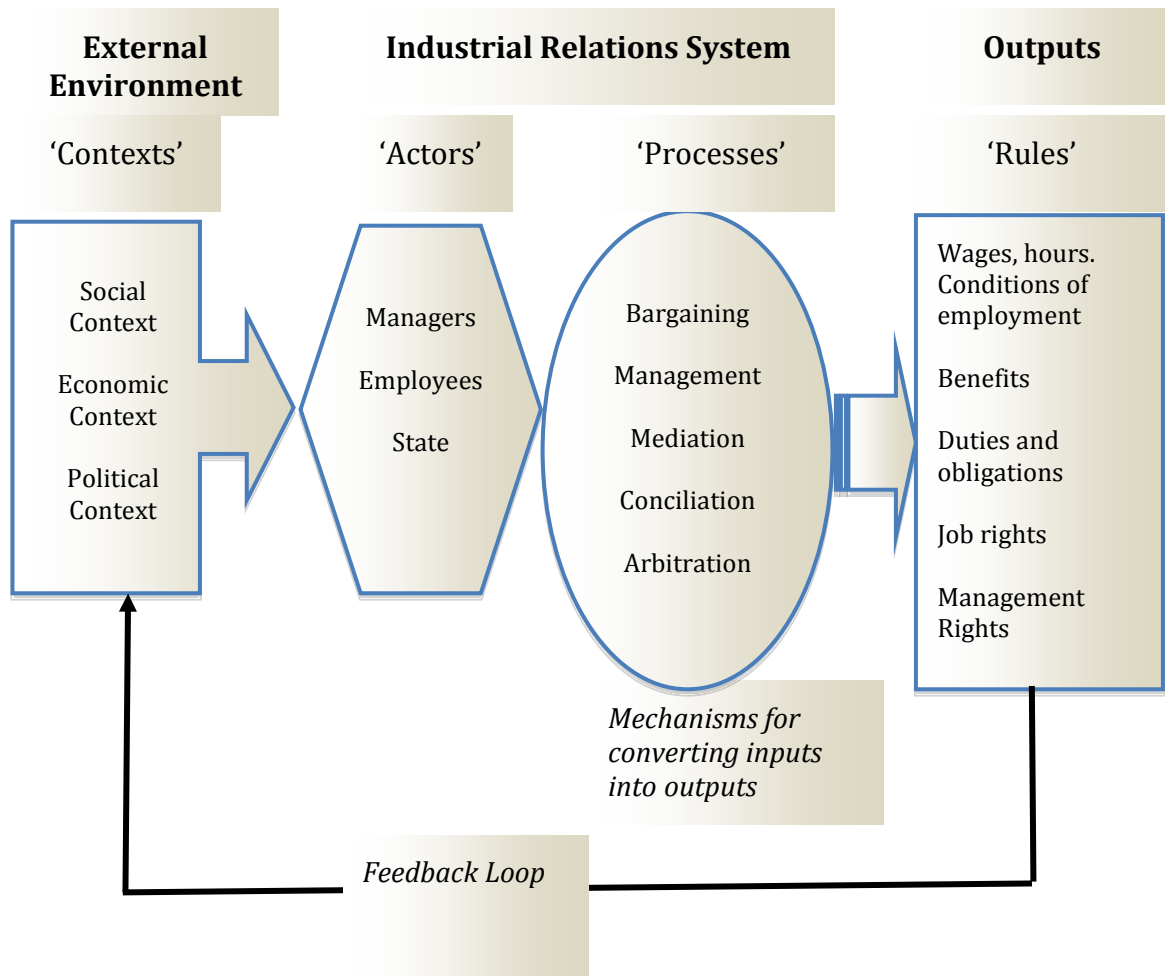 External
Environment
Industrial Relations System
Outputs
‘Contexts’
‘Actors’
‘Processes’
‘Rules’
Social
Context
Economic
Context
Political
Context
Managers
Employees
State
Bargaining
Management
Mediation
Conciliation
Arbitration
Wages, hours.
Conditions of
employment
Benefits
Duties and
obligations
Job rights
Management
Rights
Mechanisms for
converting inputs
into outputs
Feedback Loop